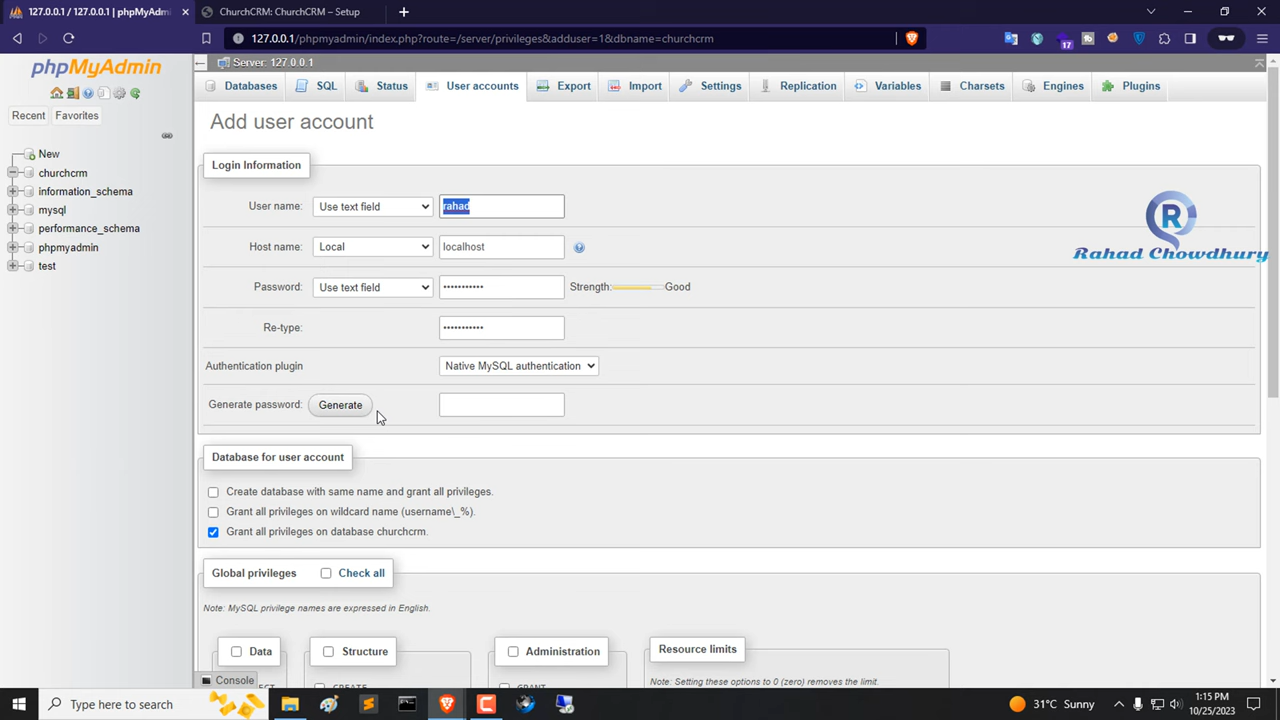 127.0.0.1 / 127.0.0.1 | phpMyAdm
ChurchCRM: ChurchCRM – Setup
127.0.0.1/phpmyadmin/index.php?route=/server/privileges&adduser=1&dbname=churchcrm
17
phpMyAdmin
Recent
Favorites
New
churchcrm
information_schema
mysql
performance_schema
phpmyadmin
test
Server: 127.0.0.1
Databases
SQL
Status
User accounts
Export
Import
Settings
Replication
Variables
Charsets
Engines
Plugins
Add user account
Login Information
User name: Use text field rahad
Host name: Local localhost
Password: Use text field ••••••••••• Strength: Good
Re-type: •••••••••••
Authentication plugin Native MySQL authentication
Generate password: Generate
R
Rahad Chowdhury
Database for user account
Create database with same name and grant all privileges.
Grant all privileges on wildcard name (username\_%).
Grant all privileges on database churchcrm.
Global privileges Check all
Note: MySQL privilege names are expressed in English.
Data
Structure
Administration
Resource limits
Note: Setting these options to 0 (zero) removes the limit.
Console
Type here to search
31°C Sunny
1:15 PM
10/25/2023